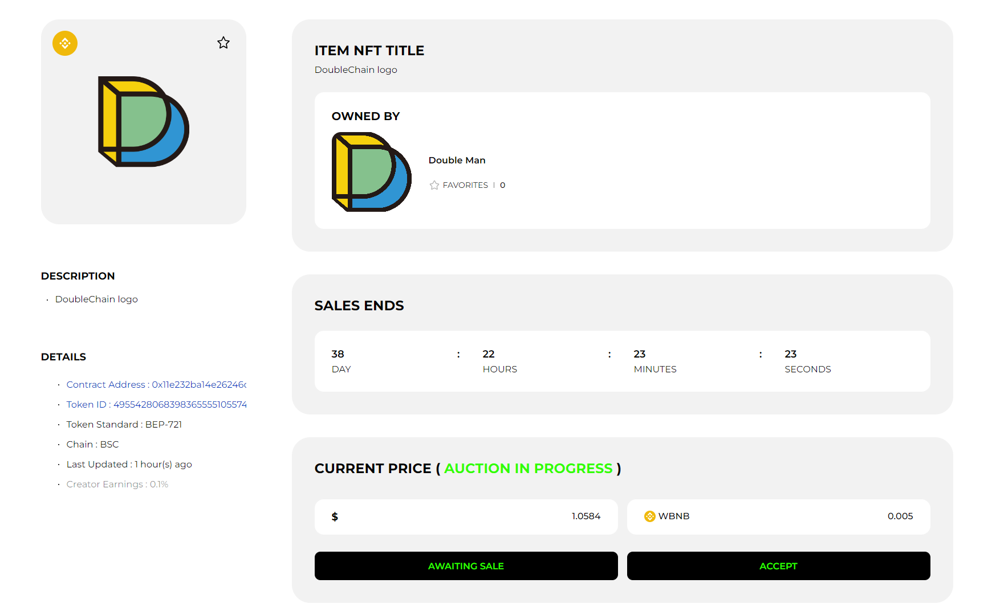 ITEM NFT TITLE
DoubleChain logo
OWNED BY
Double Man
FAVORITES | 0
DESCRIPTION
· DoubleChain logo
DETAILS
· Contract Address : 0x11e232ba14e26246
· Token ID : 4955428068398365555105574
· Token Standard : BEP-721
· Chain : BSC
· Last Updated : 1 hour(s) ago
· Creator Earnings : 0.1%
SALES ENDS
38 : 22 : 23 : 23
DAY HOURS MINUTES SECONDS
CURRENT PRICE ( AUCTION IN PROGRESS )
$ 1.0584
WBNB 0.005
AWAITING SALE
ACCEPT